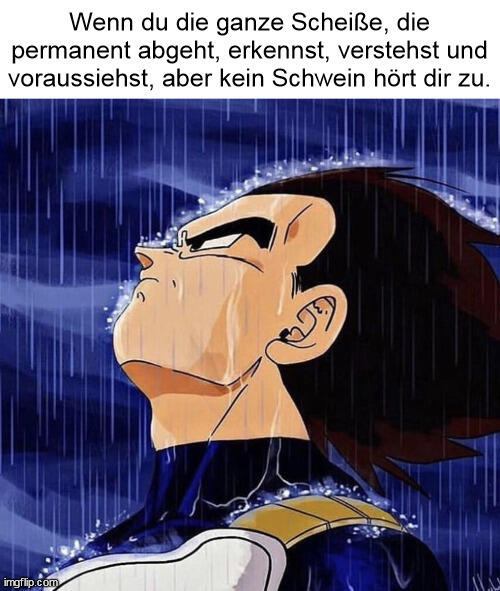 Wenn du die ganze Scheiße, die
permanent abgeht, erkennst, verstehst und
voraussiehst, aber kein Schwein hört dir zu.
imgflip.com